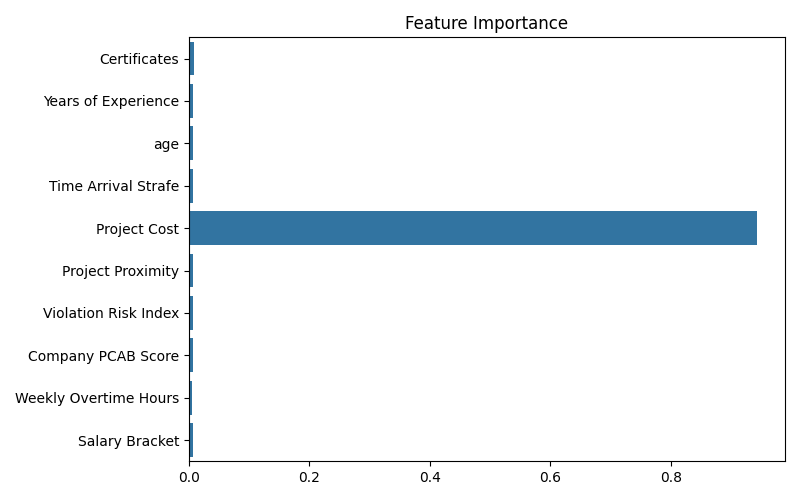 Feature Importance
Certificates
Years of Experience
age
Time Arrival Strafe
Project Cost
Project Proximity
Violation Risk Index
Company PCAB Score
Weekly Overtime Hours
Salary Bracket
0.0 0.2 0.4 0.6 0.8